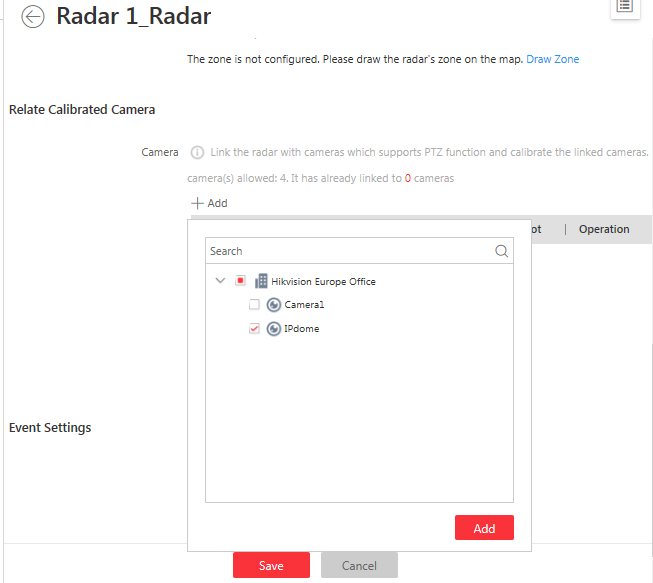 Radar 1_Radar
The zone is not configured. Please draw the radar's zone on the map. Draw Zone
Relate Calibrated Camera
Camera Link the radar with cameras which supports PTZ function and calibrate the linked cameras.
camera(s) allowed: 4. It has already linked to 0 cameras
Add
ot | Operation
Search
Hikvision Europe Office
Camera1
IPdome
Event Settings
Add
Save Cancel